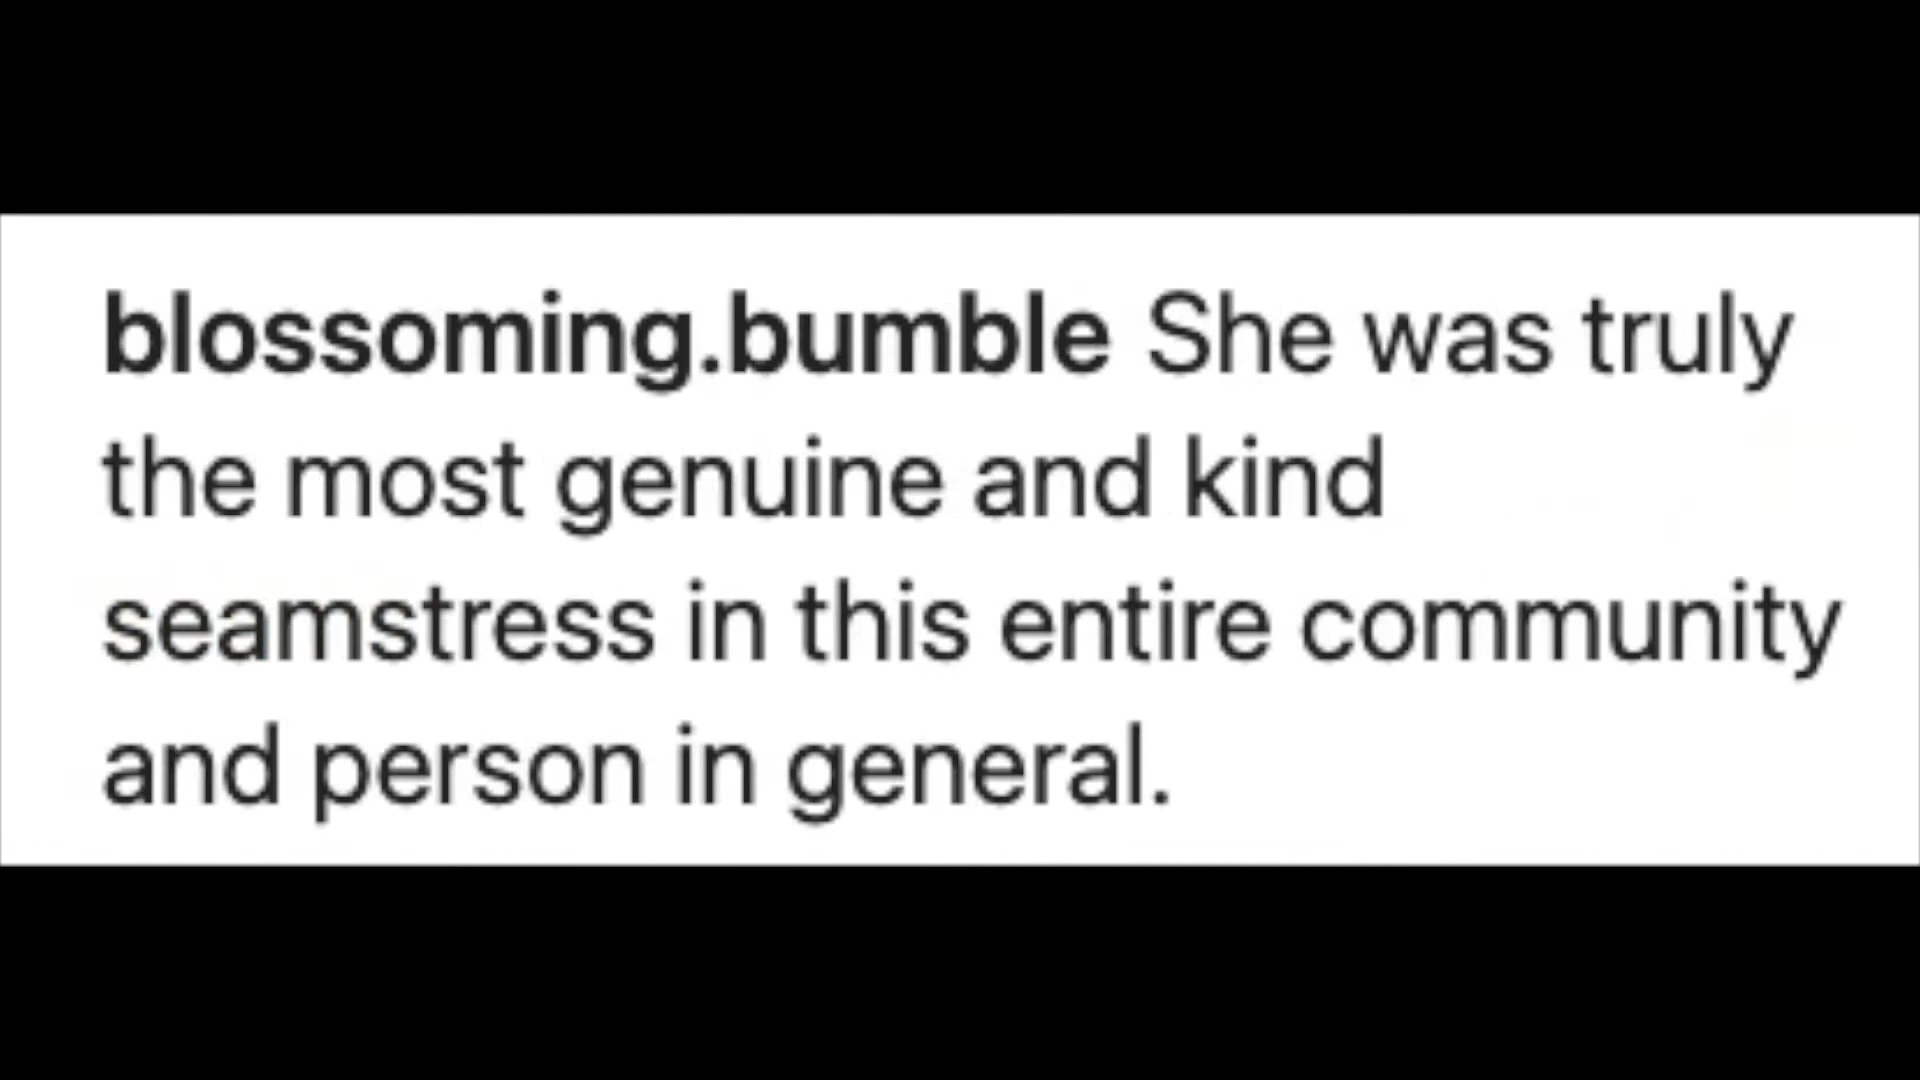 blossoming.bumble She was truly
the most genuine and kind
seamstress in this entire community
and person in general.